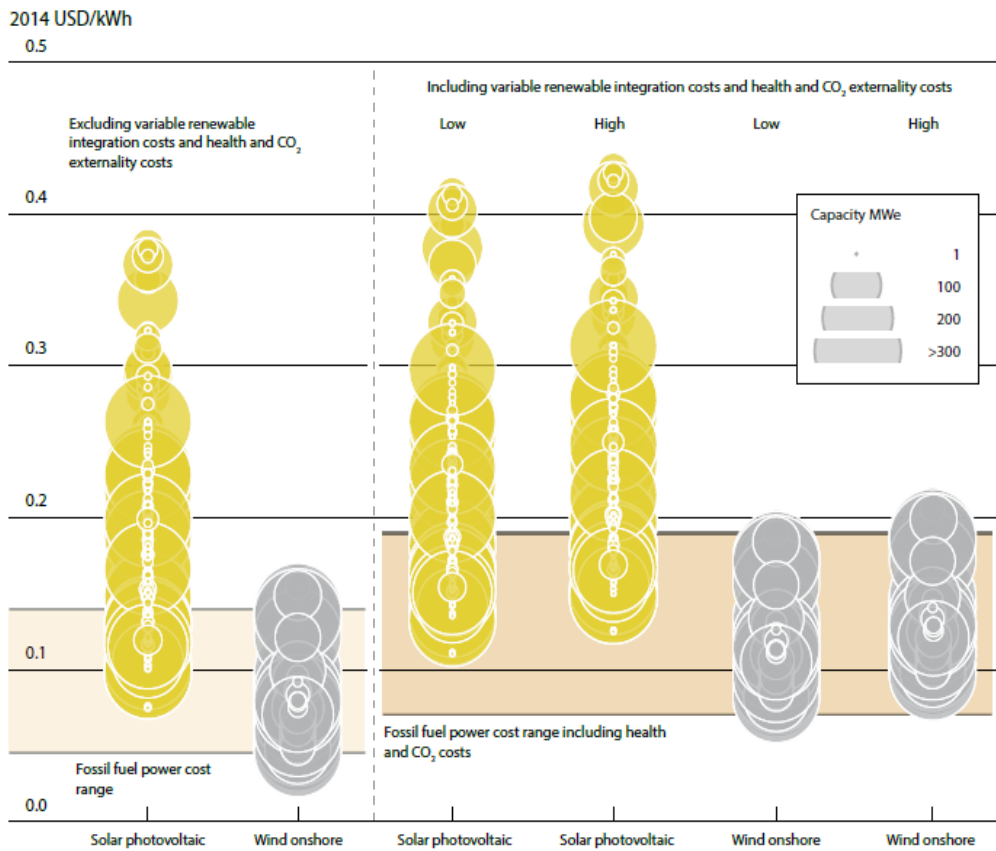 2014 USD/kWh
0.5
Including variable renewable integration costs and health and CO₂ externality costs
Excluding variable renewable
integration costs and health and CO₂
externality costs
Low
High
Low
High
0.4
Capacity MWe
1
100
200
>300
0.3
0.2
0.1
Fossil fuel power cost range including health
and CO₂ costs
Fossil fuel power cost
range
0.0
Solar photovoltaic
Wind onshore
Solar photovoltaic
Solar photovoltaic
Wind onshore
Wind onshore